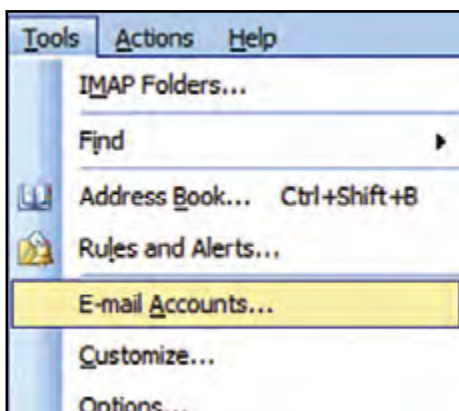 Tools Actions Help
IMAP Folders...
Find
Address Book... Ctrl+Shift+B
Rules and Alerts...
E-mail Accounts...
Customize...
Options...